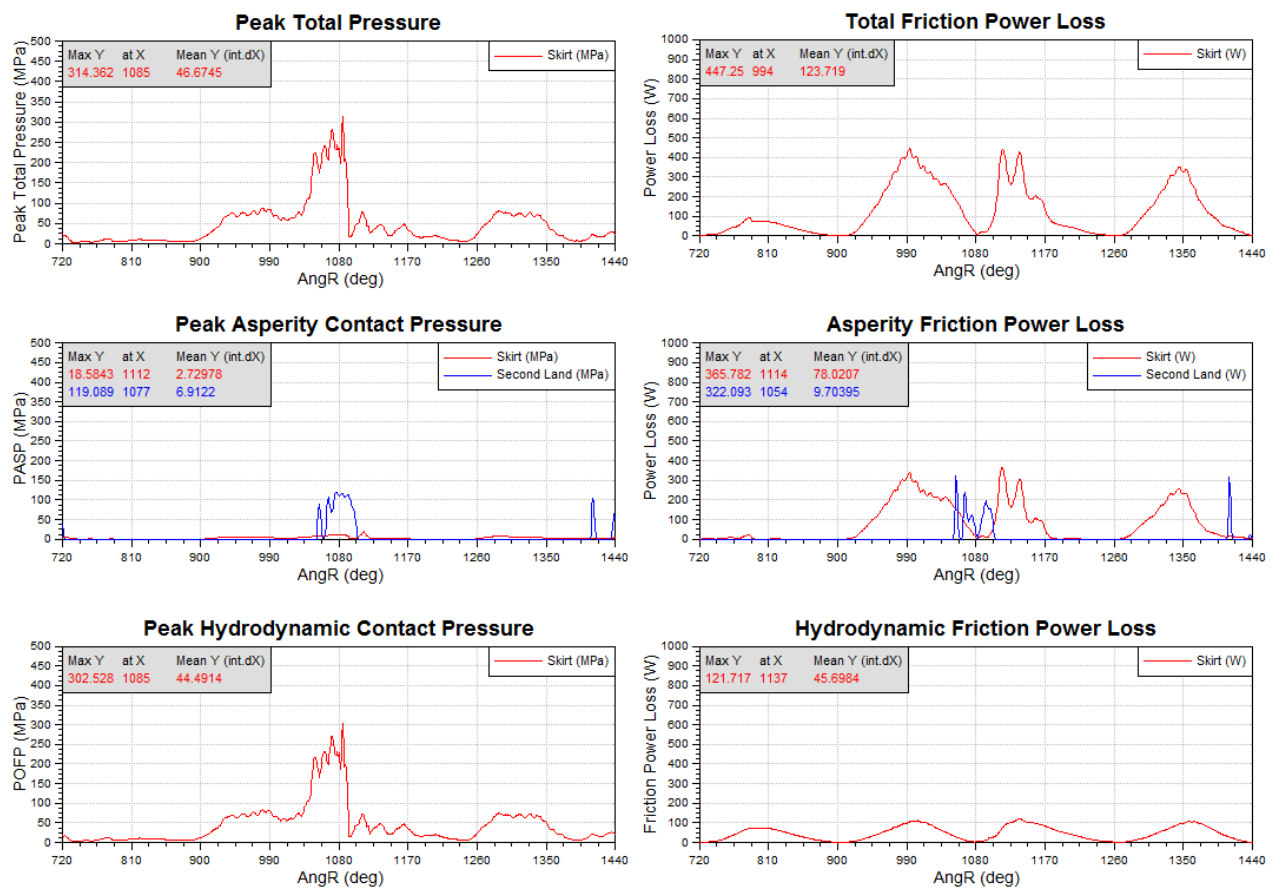 Peak Total Pressure
Max Y at X Mean Y (int.dX)
314.362 1085 46.6745
Skirt (MPa)
Peak Total Pressure (MPa)
500
450
400
350
300
250
200
150
100
50
0
720 810 900 990 1080 1170 1260 1350 1440
AngR (deg)
Total Friction Power Loss
Max Y at X Mean Y (int.dX)
447.25 994 123.719
Skirt (W)
Power Loss (W)
1000
900
800
700
600
500
400
300
200
100
0
720 810 900 990 1080 1170 1260 1350 1440
AngR (deg)
Peak Asperity Contact Pressure
Max Y at X Mean Y (int.dX)
18.5843 1112 2.72978
119.089 1077 6.9122
Skirt (MPa)
Second Land (MPa)
PASP (MPa)
500
450
400
350
300
250
200
150
100
50
0
720 810 900 990 1080 1170 1260 1350 1440
AngR (deg)
Asperity Friction Power Loss
Max Y at X Mean Y (int.dX)
365.782 1114 78.0207
322.093 1054 9.70395
Skirt (W)
Second Land (W)
Power Loss (W)
1000
900
800
700
600
500
400
300
200
100
0
720 810 900 990 1080 1170 1260 1350 1440
AngR (deg)
Peak Hydrodynamic Contact Pressure
Max Y at X Mean Y (int.dX)
302.528 1085 44.4914
Skirt (MPa)
POFP (MPa)
500
450
400
350
300
250
200
150
100
50
0
720 810 900 990 1080 1170 1260 1350 1440
AngR (deg)
Hydrodynamic Friction Power Loss
Max Y at X Mean Y (int.dX)
121.717 1137 45.6984
Skirt (W)
Friction Power Loss (W)
1000
900
800
700
600
500
400
300
200
100
0
720 810 900 990 1080 1170 1260 1350 1440
AngR (deg)